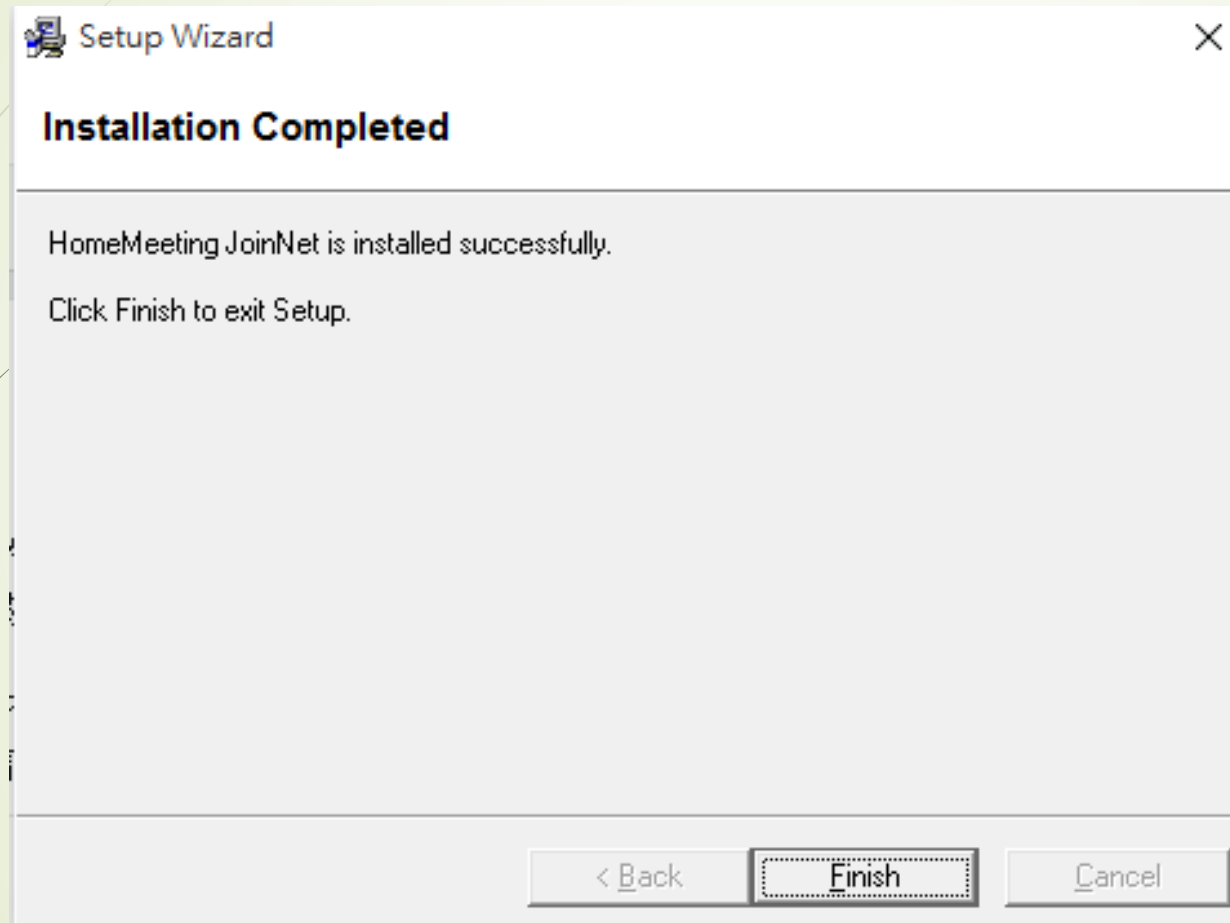 Setup Wizard
Installation Completed
HomeMeeting JoinNet is installed successfully.
Click Finish to exit Setup.
< Back
Finish
Cancel